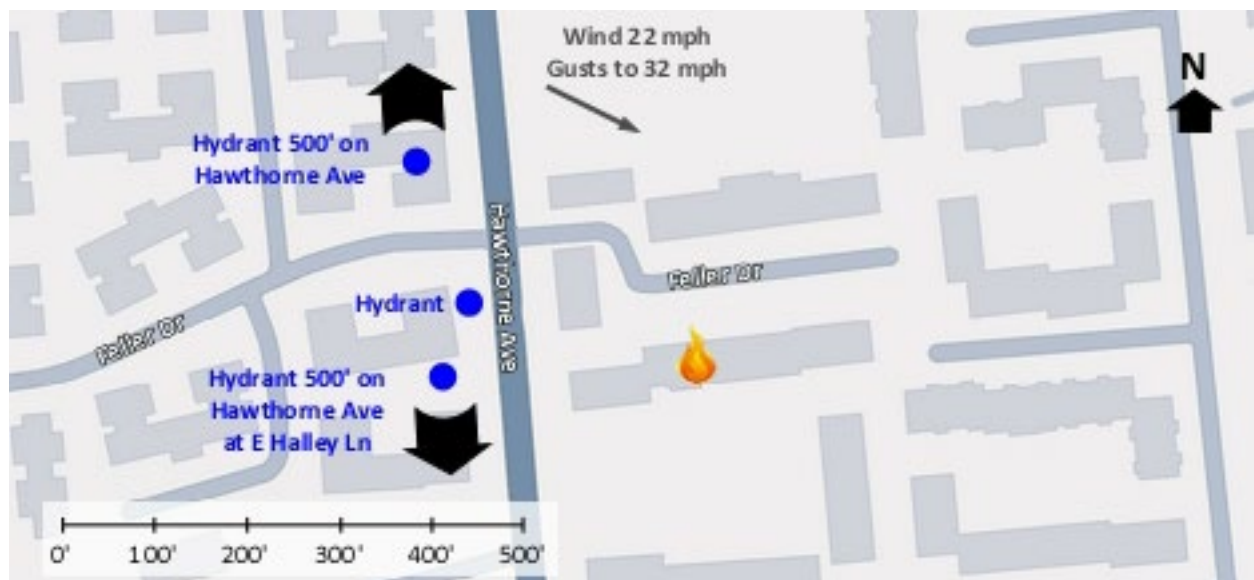 Wind 22 mph
Gusts to 32 mph
N
Hydrant 500' on
Hawthorne Ave
Hawthorne Ave
Feller Dr
Hydrant
Feller Dr
Hydrant 500' on
Hawthorne Ave
at E Halley Ln
0' 100' 200' 300' 400' 500'